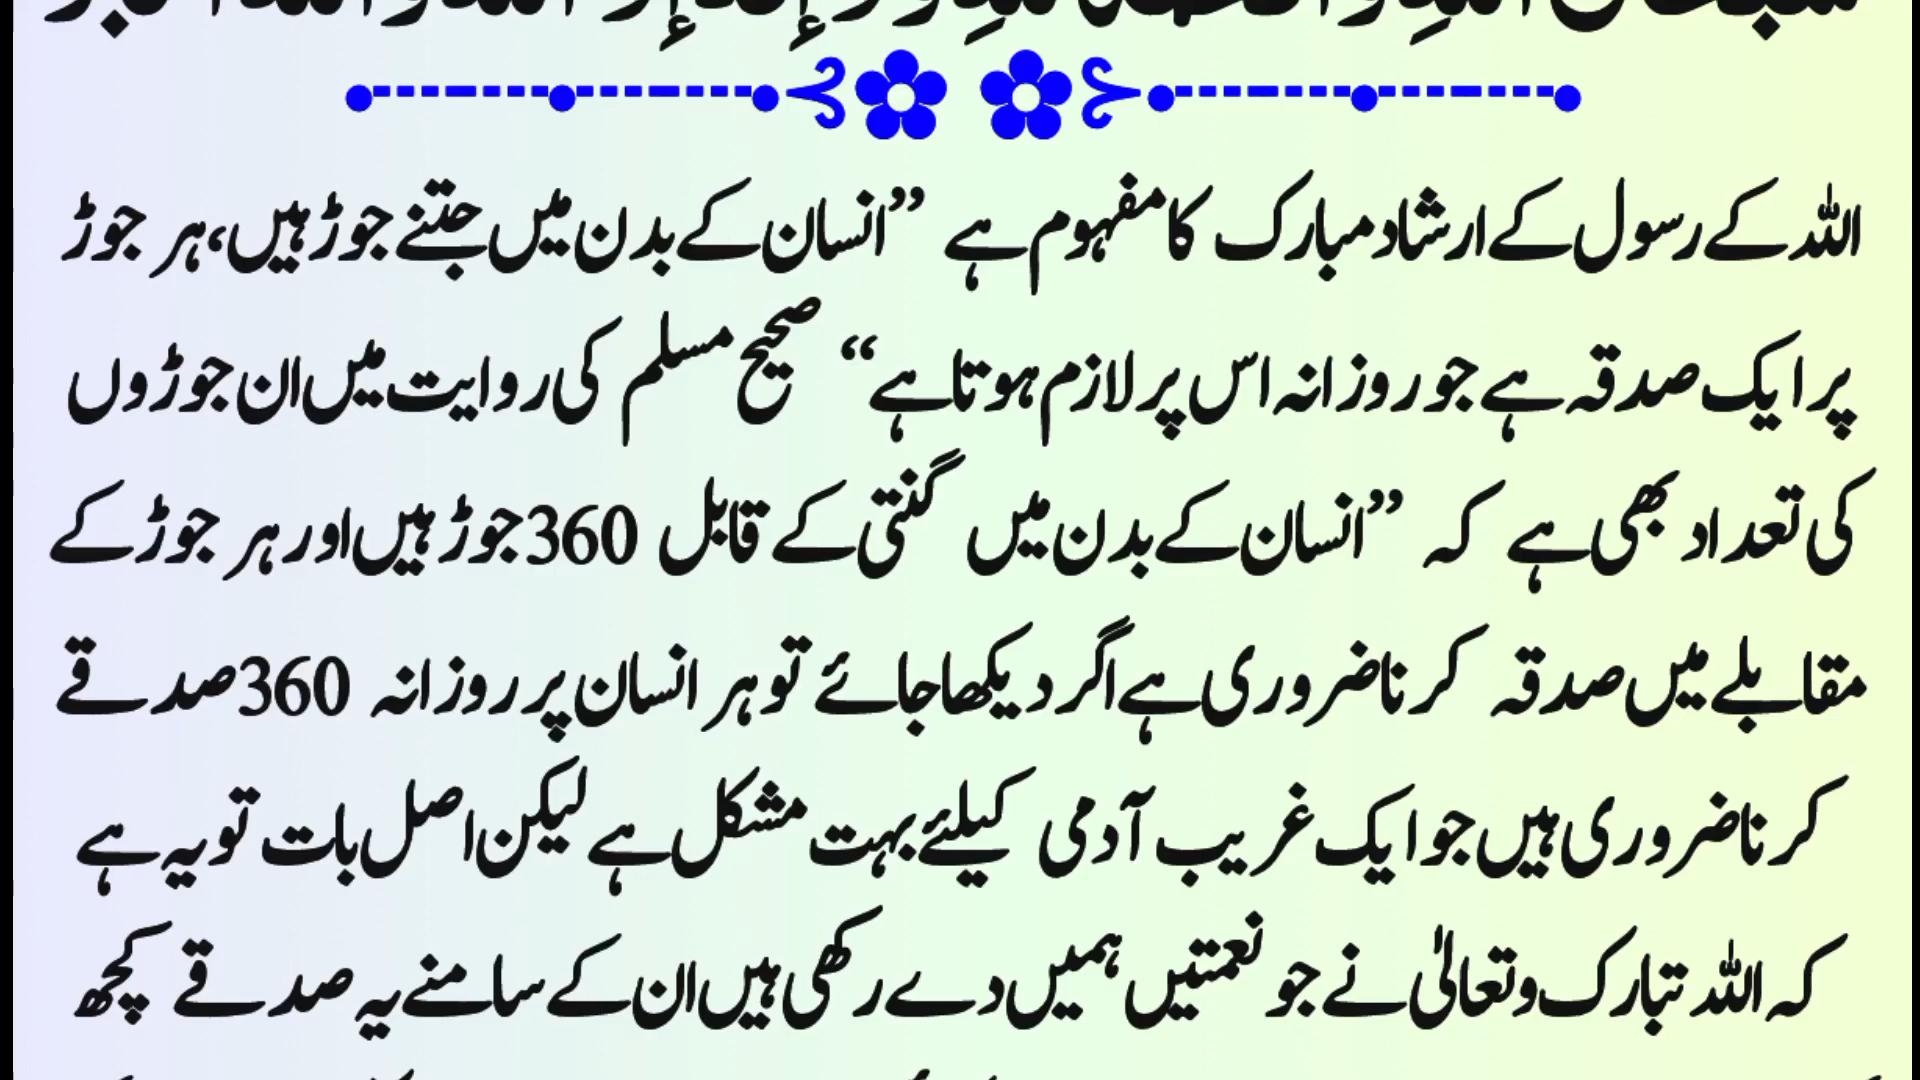 اللہ کے رسول کے ارشاد مبارک کا مفہوم ہے ”انسان کے بدن میں جتنے جوڑ ہیں، ہر جوڑ
پر ایک صدقہ ہے جو روزانہ اس پر لازم ہوتا ہے“ صحیح مسلم کی روایت میں ان جوڑوں
کی تعداد بھی ہے کہ ”انسان کے بدن میں گنتی کے قابل 360 جوڑ ہیں اور ہر جوڑ کے
مقابلے میں صدقہ کرنا ضروری ہے اگر دیکھا جائے تو ہر انسان پر روزانہ 360 صدقے
کرنا ضروری ہیں جو ایک غریب آدمی کیلئے بہت مشکل ہے لیکن اصل بات تو یہ ہے
کہ اللہ تبارک وتعالیٰ نے جو نعمتیں ہمیں دے رکھی ہیں ان کے سامنے یہ صدقے کچھ